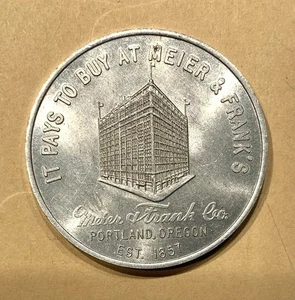 IT PAYS TO BUY AT MEIER & FRANK'S
Meier & Frank Co.
PORTLAND, OREGON
EST. 1857